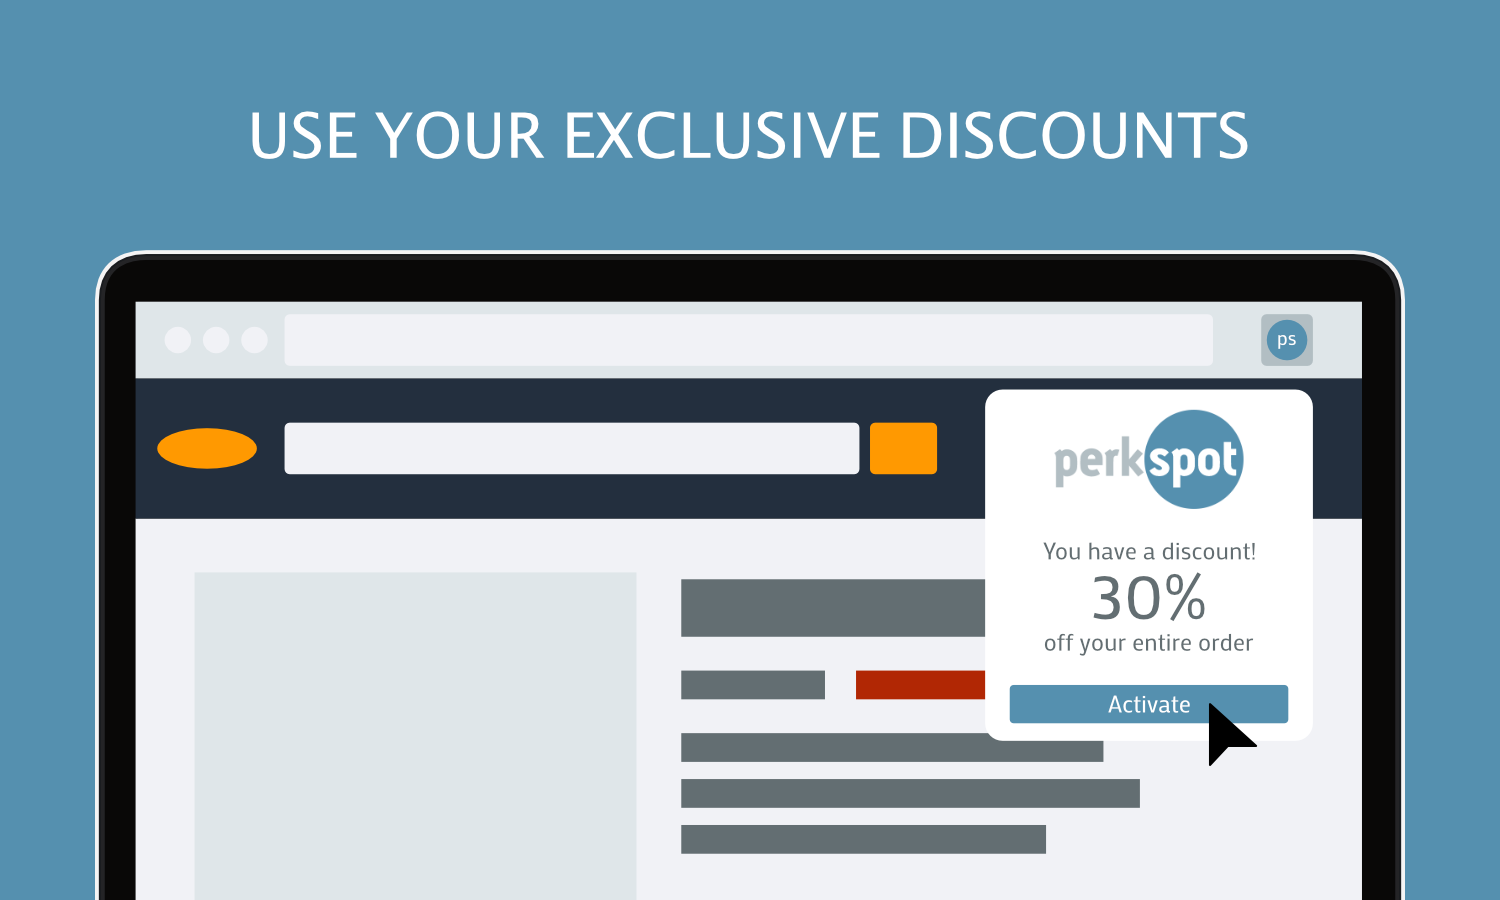 USE YOUR EXCLUSIVE DISCOUNTS
ps
perkspot
You have a discount!
30%
off your entire order
Activate